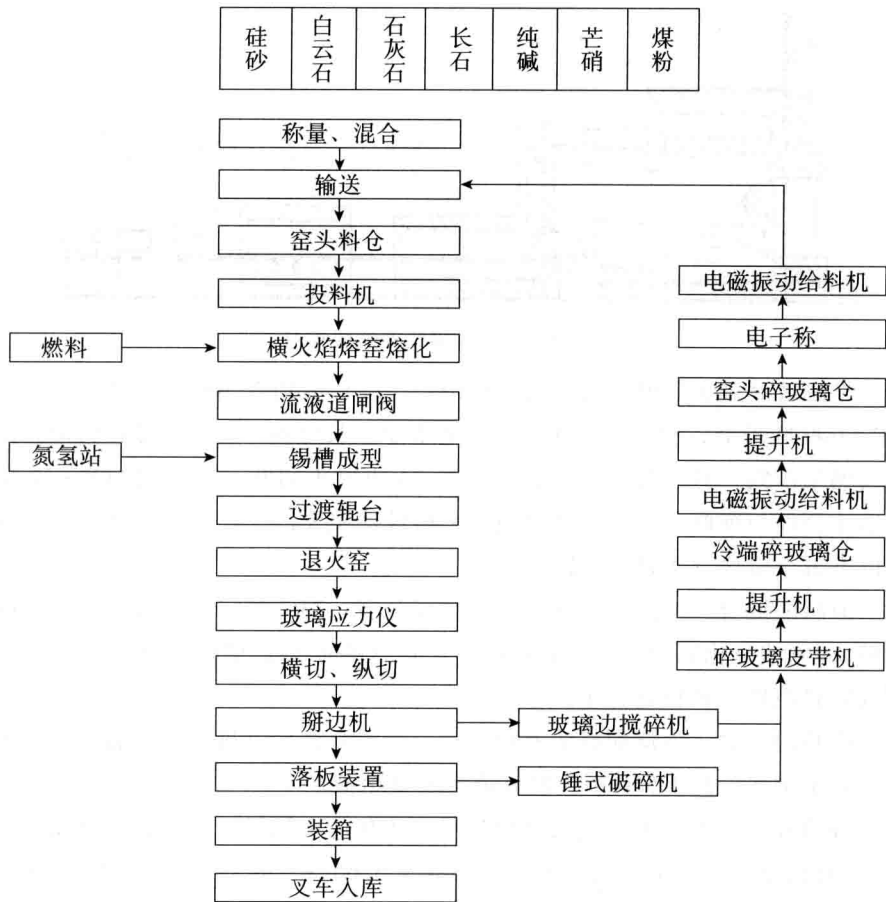 硅砂
白云石
石灰石
长石
纯碱
芒硝
煤粉
称量、混合
输送
窑头料仓
投料机
横火焰熔窑熔化
流液道闸阀
锡槽成型
过渡辊台
退火窑
玻璃应力仪
横切、纵切
掰边机
落板装置
装箱
叉车入库
燃料
氮氢站
玻璃边搅碎机
锤式破碎机
电磁振动给料机
电子称
窑头碎玻璃仓
提升机
电磁振动给料机
冷端碎玻璃仓
提升机
碎玻璃皮带机